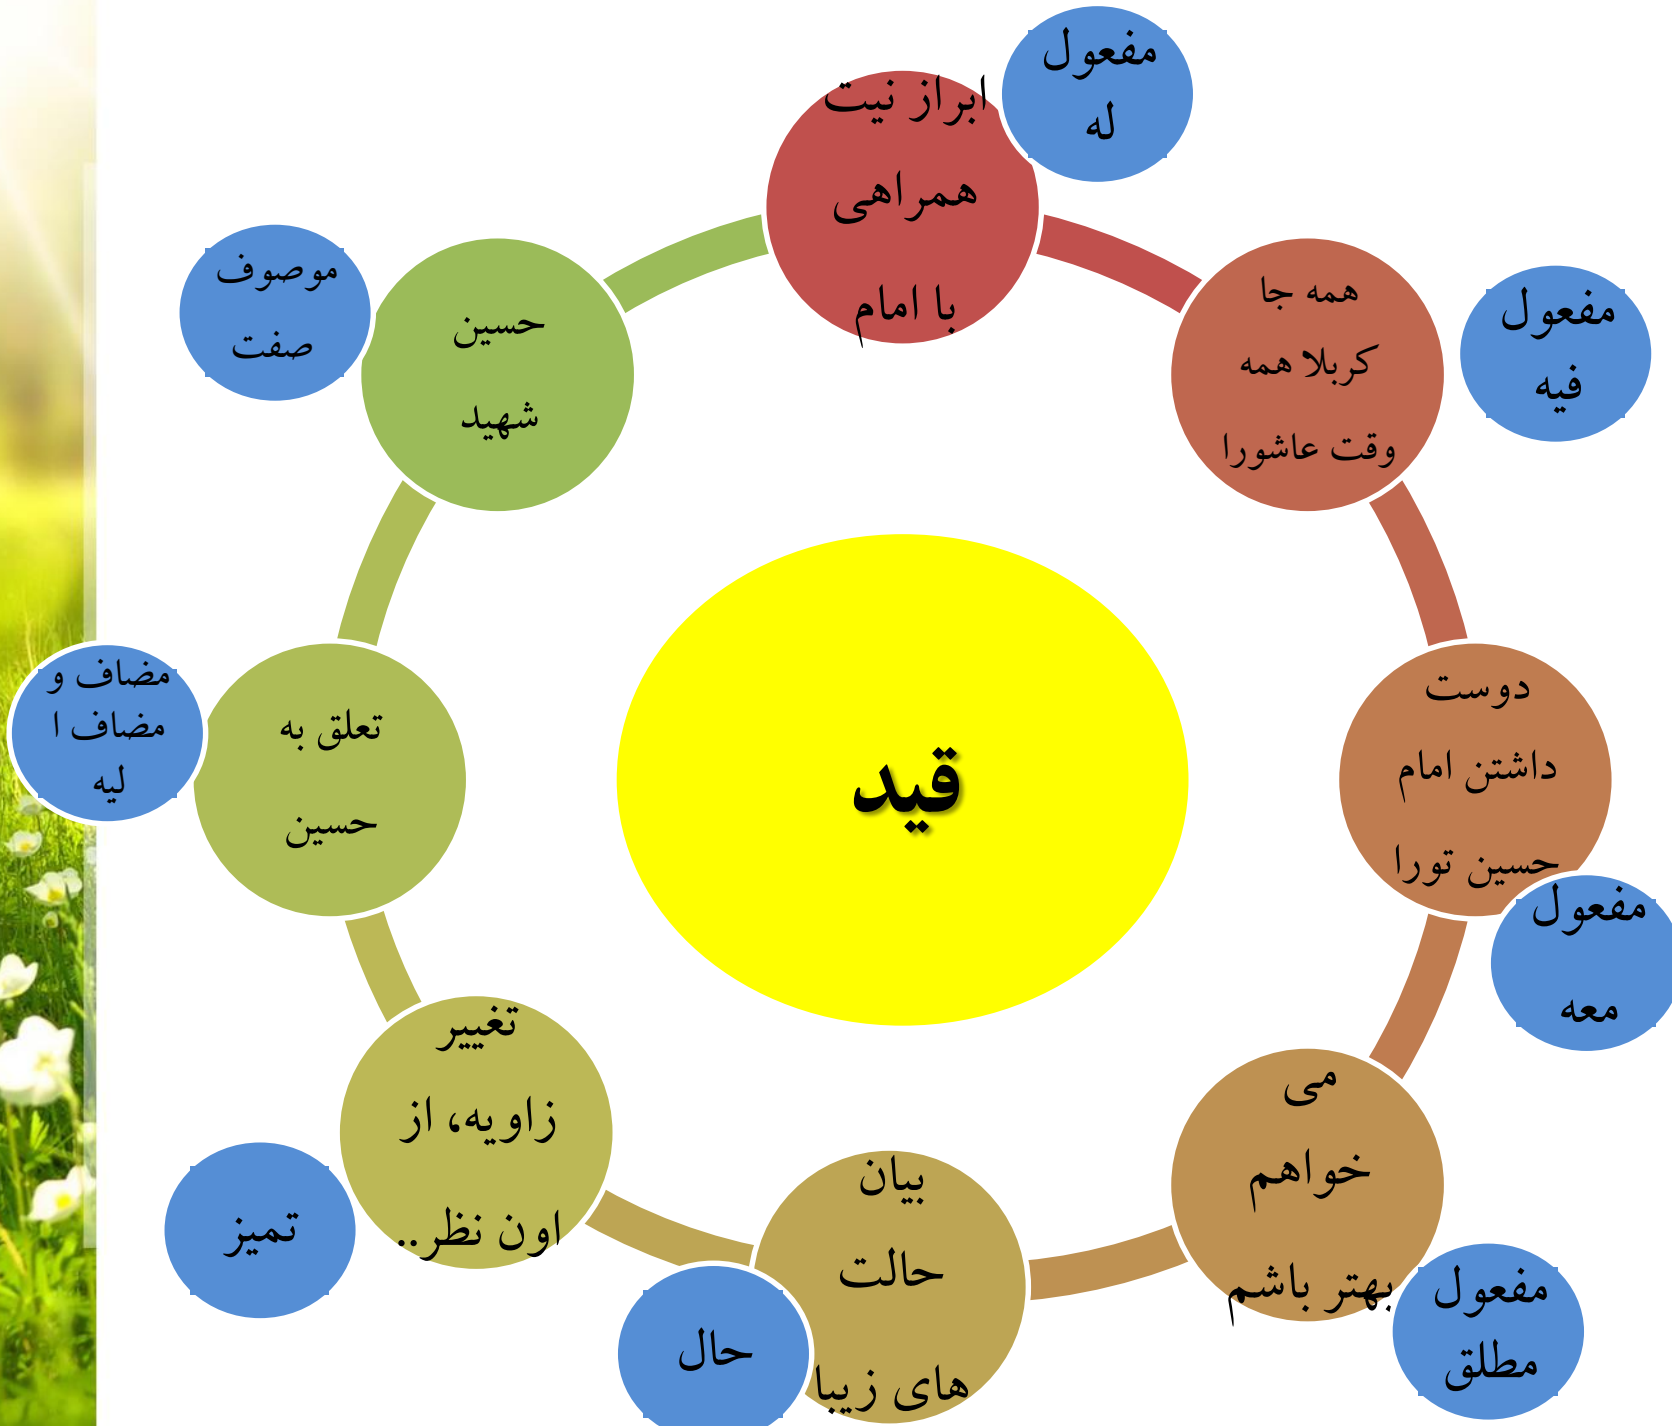 مفعول
له
ابراز نیت
همراهی
با امام
مفعول
فیه
همه جا
کربلا همه
وقت عاشورا
دوست
داشتن امام
حسین تورا
مفعول
معه
می
خواهم
بهتر باشم
مفعول
مطلق
بیان
حالت
های زیبا
حال
تغییر
زاویه، از
اون نظر..
تمیز
تعلق به
حسین
مضاف و
مضاف ا
لیه
حسین
شهید
موصوف
صفت
قید